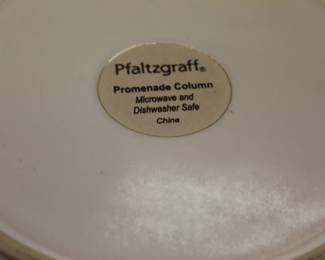 Pfaltzgraff®
Promenade Column
Microwave and
Dishwasher Safe
China